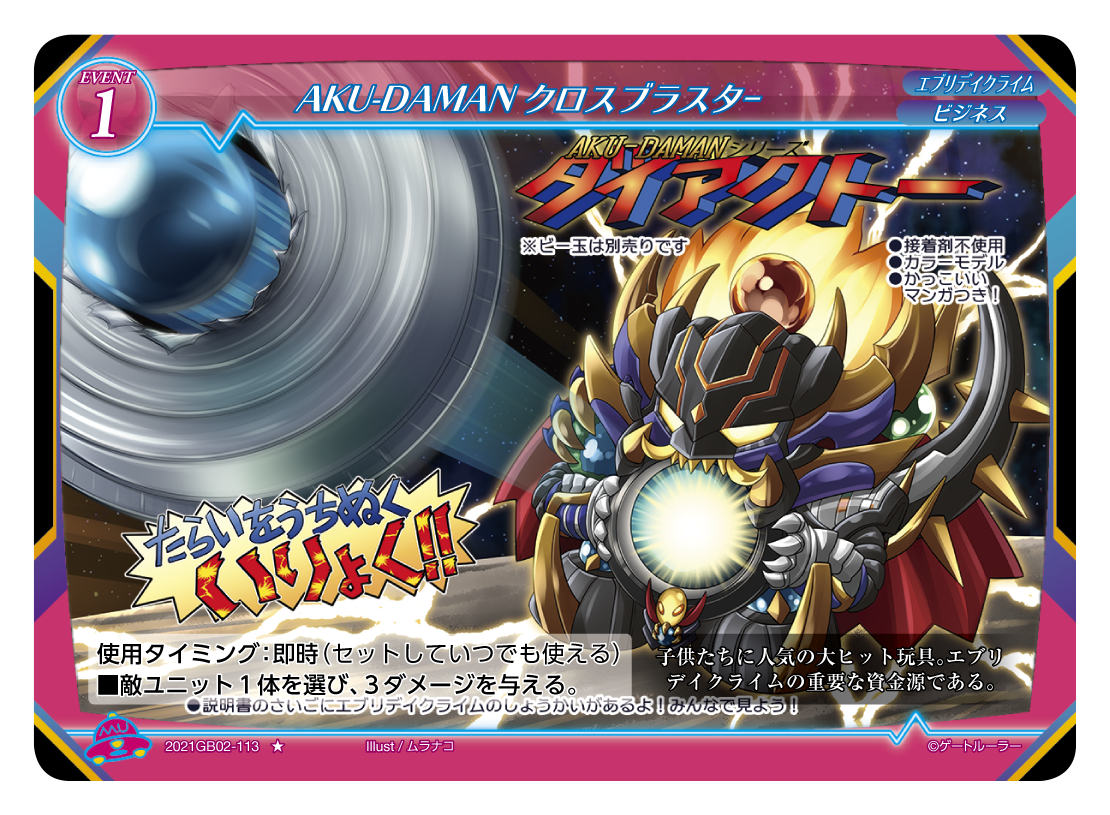 EVENT
1
AKU-DAMAN クロスブラスター
エブリデイクライム
ビジネス
AKU-DAMANシリーズ
ダイアクトー
※ビー玉は別売りです
●接着剤不使用
●カラーモデル
●かっこいい
マンガつき!
たらいをうちぬく
いりょく!!
使用タイミング:即時(セットしていつでも使える)
■敵ユニット1体を選び、3ダメージを与える。
子供たちに人気の大ヒット玩具。エブリ
デイクライムの重要な資金源である。
●説明書のさいごにエブリデイクライムのしょうかいがあるよ!みんなで見よう!
MU
2021GB02-113 ★
Illust / ムラナコ
©ゲートルーラー